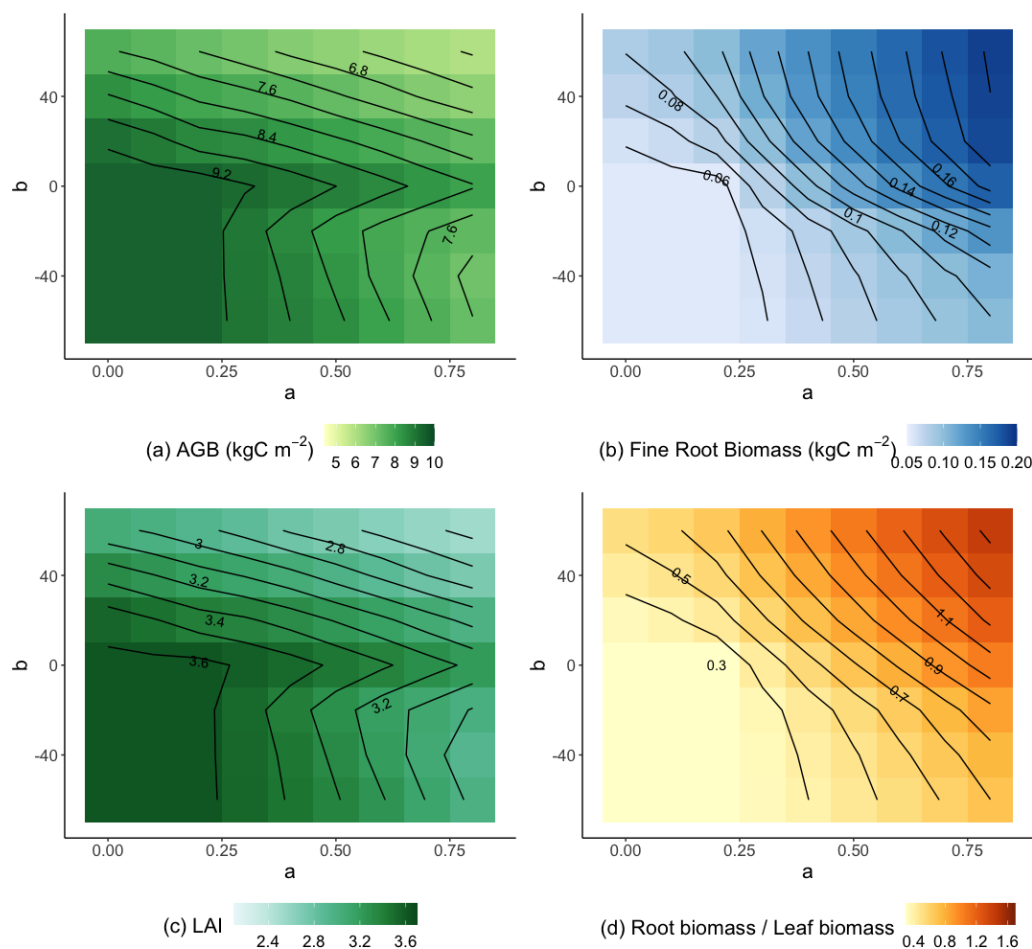 6.8
7.6
8.4
9.2
7.6
40
0
-40
b
0.00 0.25 0.50 0.75
a
(a) AGB (kgC m⁻²)
5 6 7 8 9 10
0.08
0.06
0.16
0.14
0.1
0.12
40
0
-40
b
0.00 0.25 0.50 0.75
a
(b) Fine Root Biomass (kgC m⁻²)
0.05 0.10 0.15 0.20
3
2.8
3.2
3.4
3.6
3.2
40
0
-40
b
0.00 0.25 0.50 0.75
a
(c) LAI
2.4 2.8 3.2 3.6
0.5
0.3
1.1
0.9
0.7
40
0
-40
b
0.00 0.25 0.50 0.75
a
(d) Root biomass / Leaf biomass
0.4 0.8 1.2 1.6